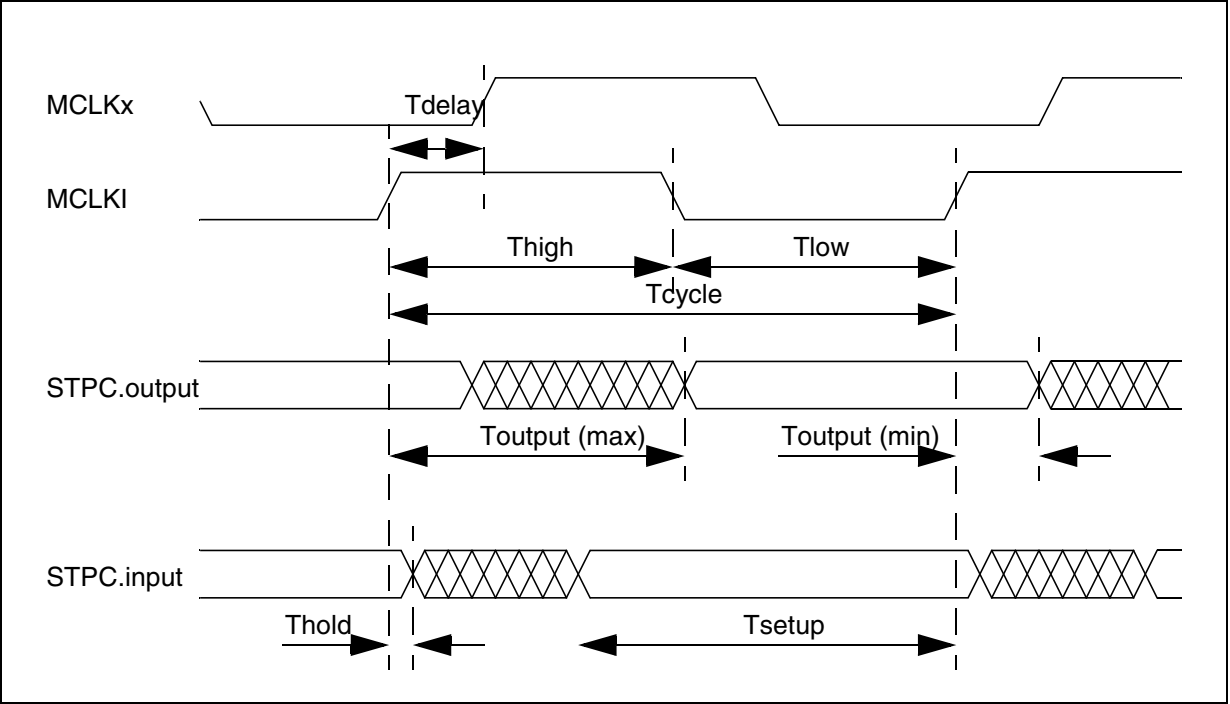 MCLKx
Tdelay
MCLKI
Thigh
Tlow
Tcycle
STPC.output
Toutput (max)
Toutput (min)
STPC.input
Thold
Tsetup